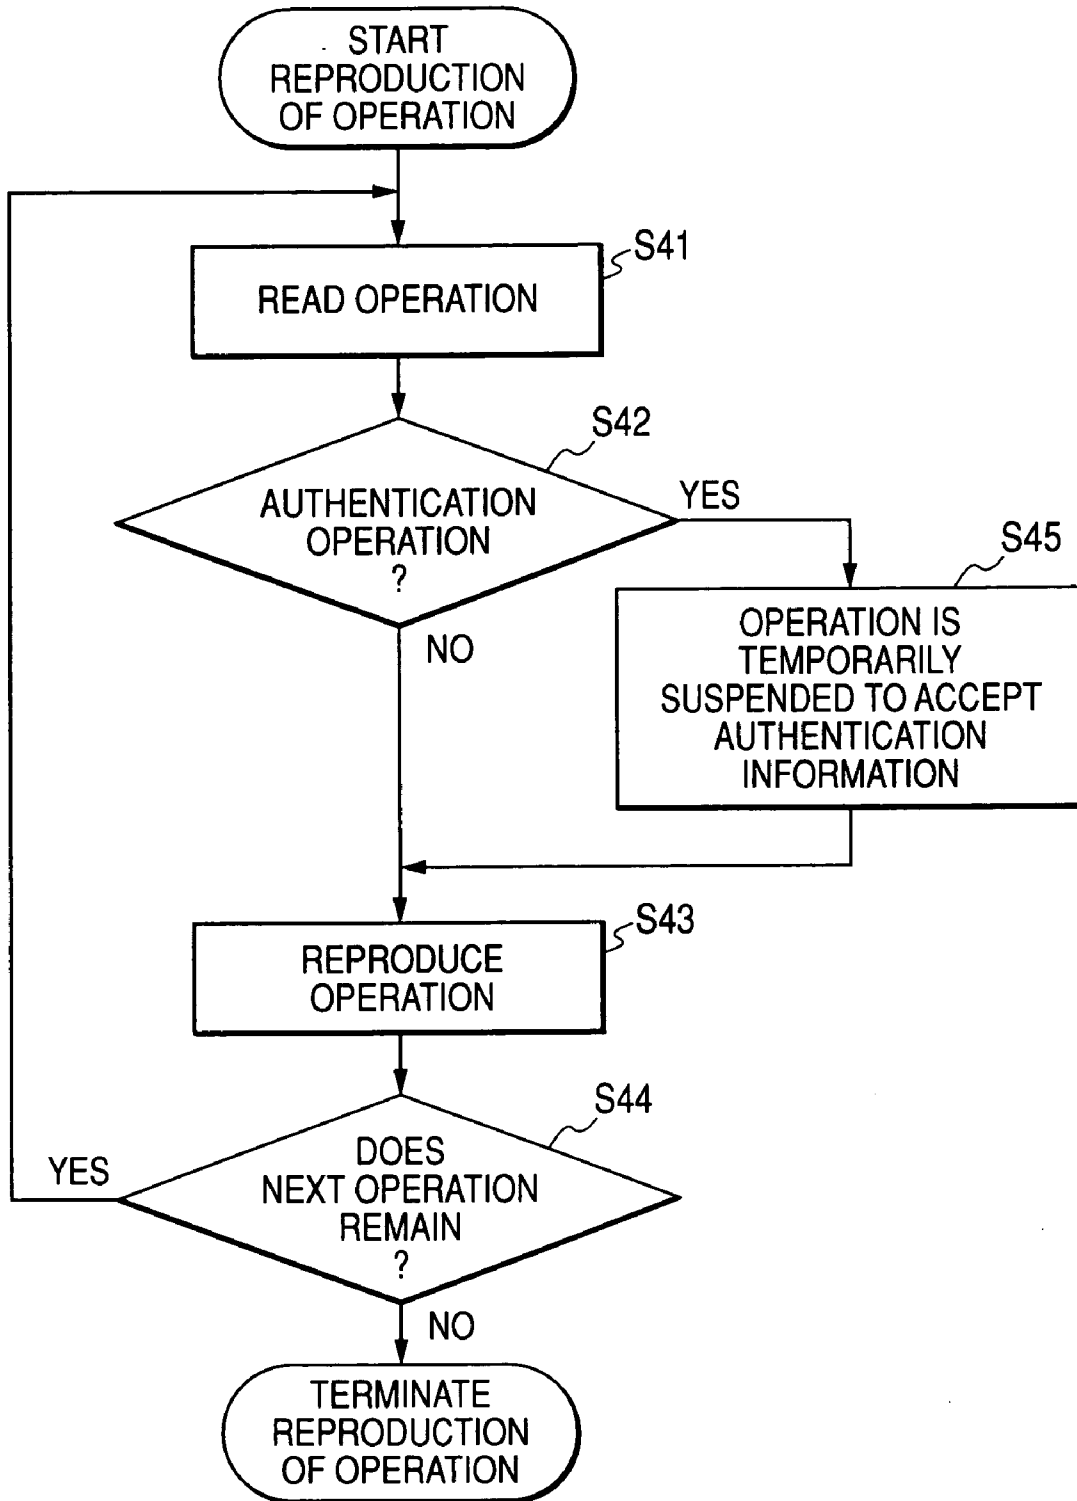 START
REPRODUCTION
OF OPERATION
S41
READ OPERATION
S42
AUTHENTICATION
OPERATION
?
YES
NO
S45
OPERATION IS
TEMPORARILY
SUSPENDED TO ACCEPT
AUTHENTICATION
INFORMATION
S43
REPRODUCE
OPERATION
S44
DOES
NEXT OPERATION
REMAIN
?
YES
NO
TERMINATE
REPRODUCTION
OF OPERATION